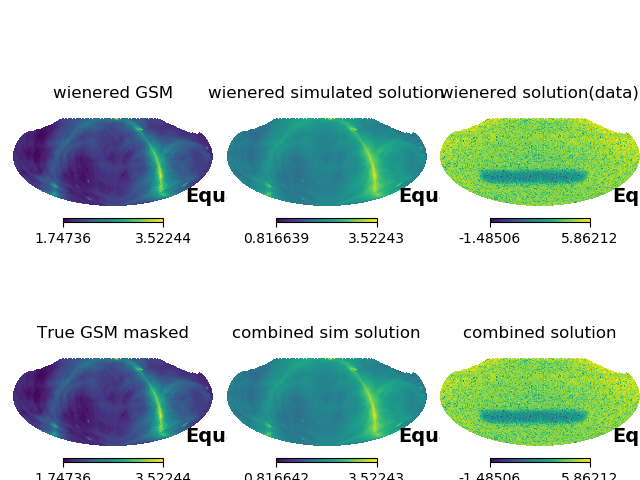 wienered GSM
wienered simulated solution
wienered solution(data)
Equ
Equ
Eq
1.74736 3.52244
0.816639 3.52243
-1.48506 5.86212
True GSM masked
combined sim solution
combined solution
Equ
Equ
Eq
1.74736 3.52244
0.816642 3.52243
-1.48506 5.86212